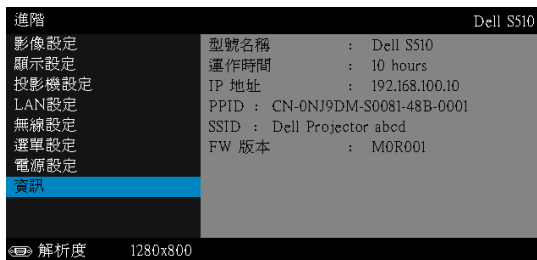 進階 Dell S510
影像設定
顯示設定
投影機設定
LAN設定
無線設定
選單設定
電源設定
資訊
型號名稱 : Dell S510
運作時間 : 10 hours
IP 地址 : 192.168.100.10
PPID : CN-0NJ9DM-S0081-48B-0001
SSID : Dell Projector abcd
FW 版本 : M0R001
解析度 1280x800